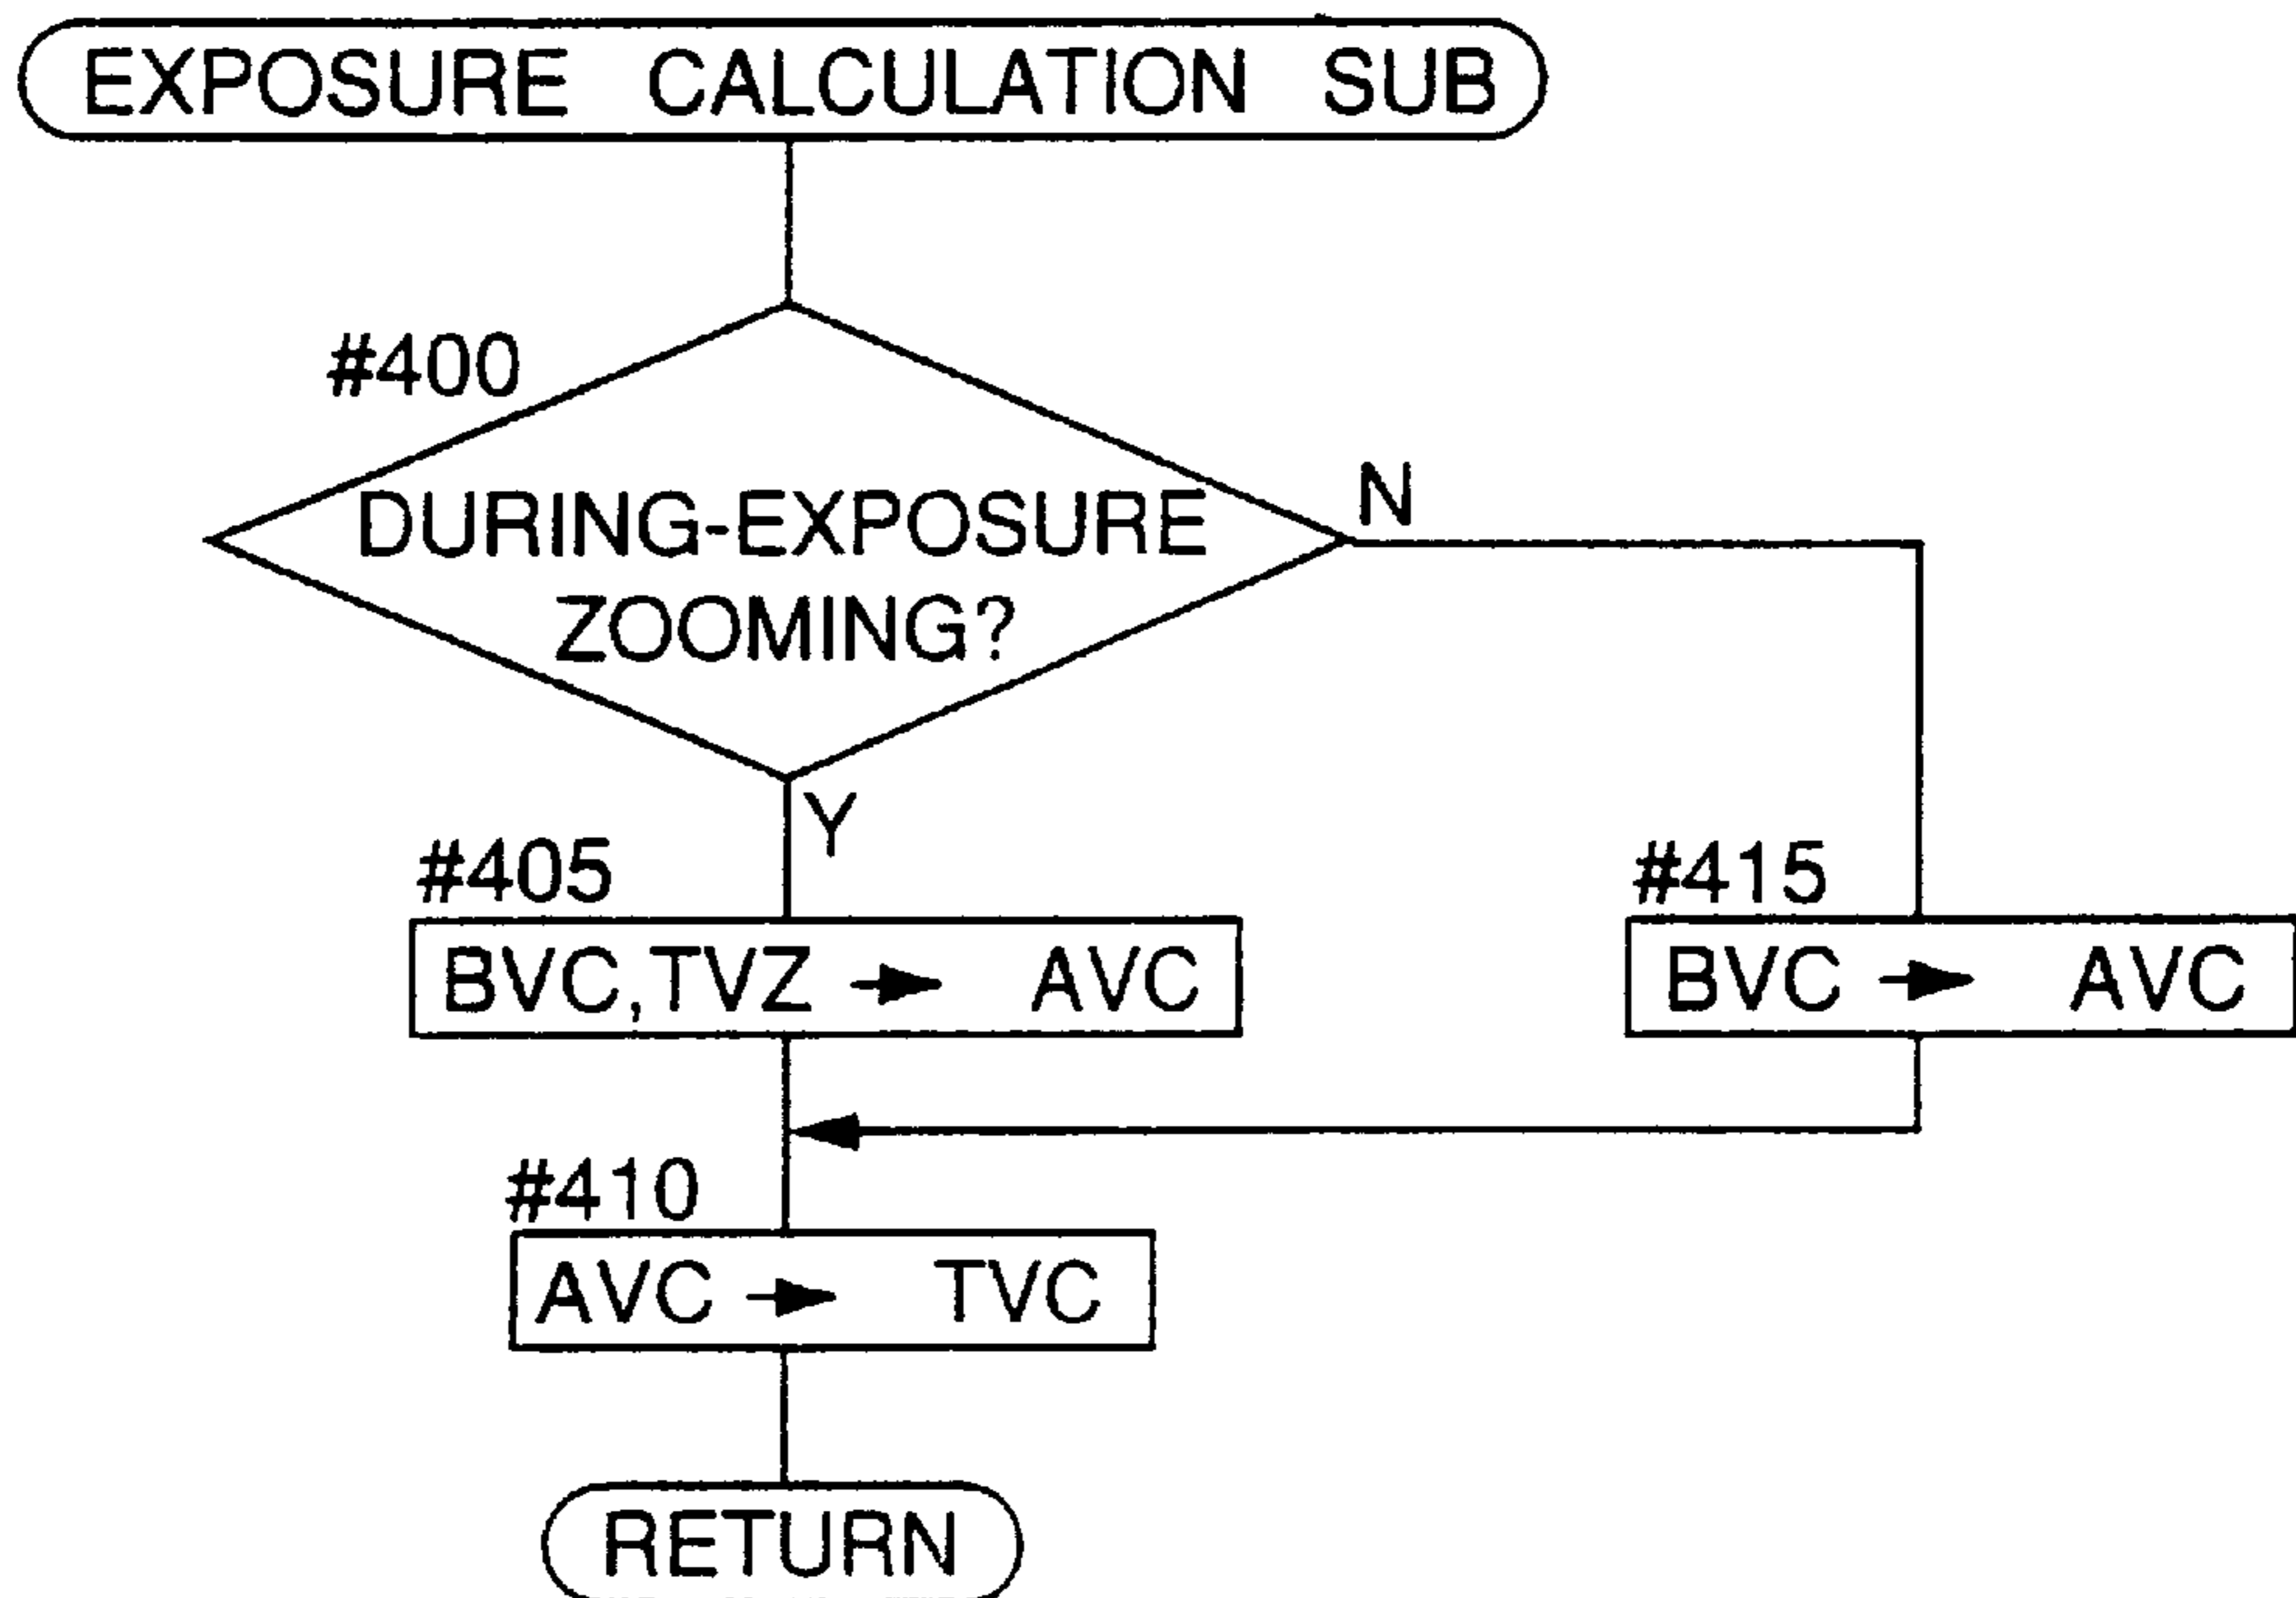 EXPOSURE CALCULATION SUB
#400
DURING-EXPOSURE
ZOOMING?
N
Y
#405
BVC,TVZ → AVC
#415
BVC → AVC
#410
AVC → TVC
RETURN